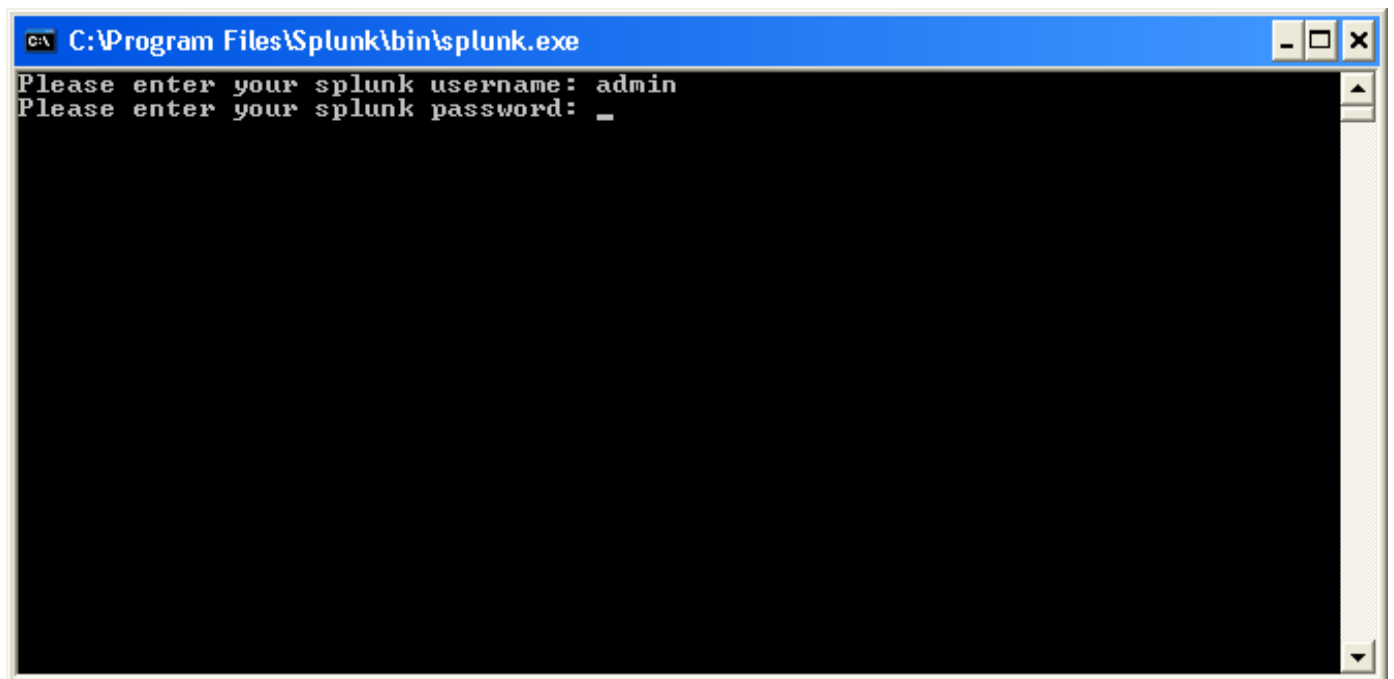 C:\Program Files\Splunk\bin\splunk.exe
Please enter your splunk username: admin
Please enter your splunk password: _